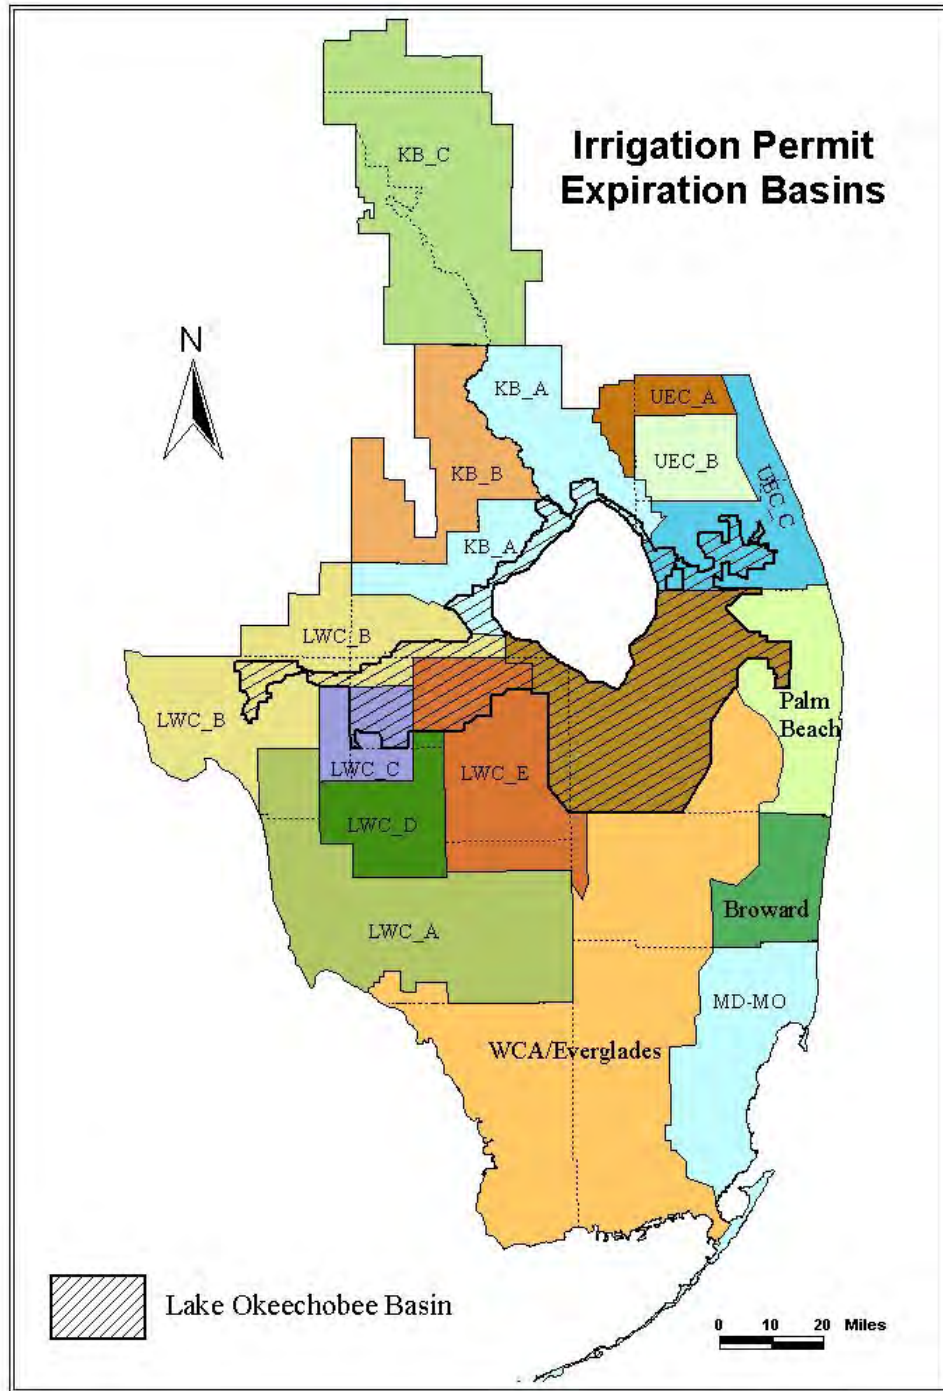 Irrigation Permit
Expiration Basins
KB_C
N
KB_A
UEC_A
KB_B
UEC_B
UEC_C
KB_A
LWC_B
LWC_B
Palm
Beach
LWC_C
LWC_E
LWC_D
Broward
LWC_A
MD-MO
WCA/Everglades
Lake Okeechobee Basin
0 10 20 Miles